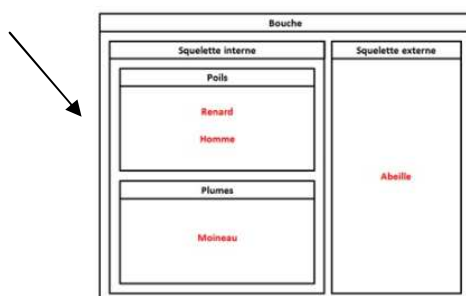 Bouche
Squelette interne
Squelette externe
Poils
Renard
Homme
Abeille
Plumes
Moineau